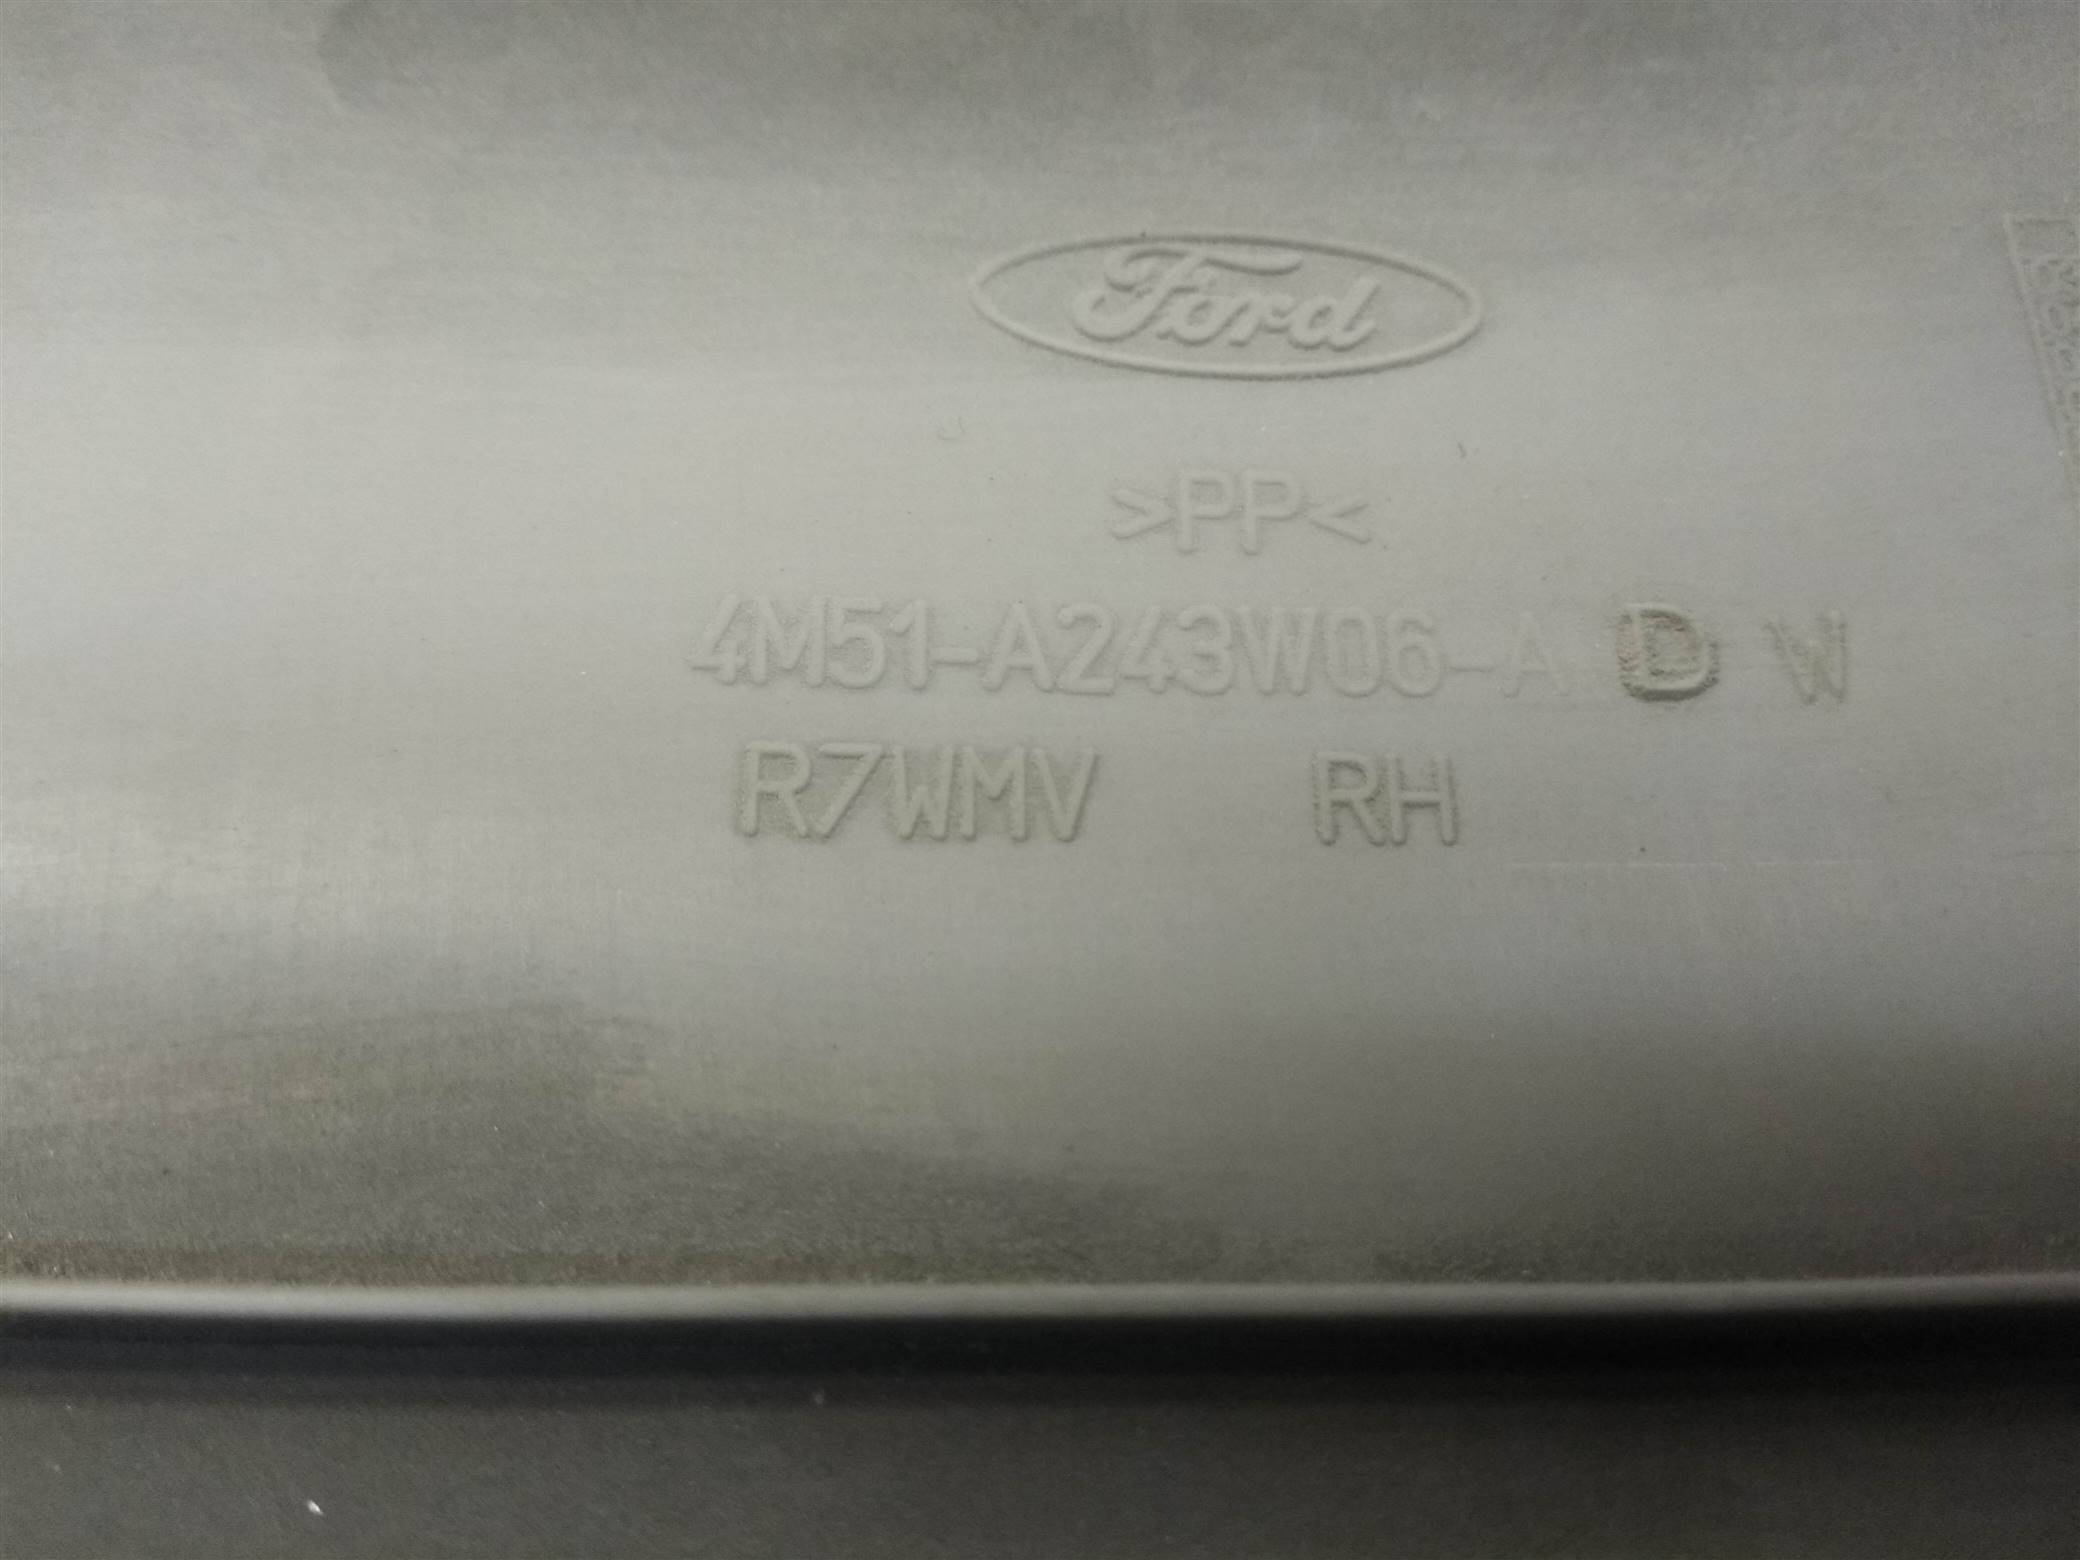 Ford
>PP<
4M51-A243W06-A D W
R7WMV RH